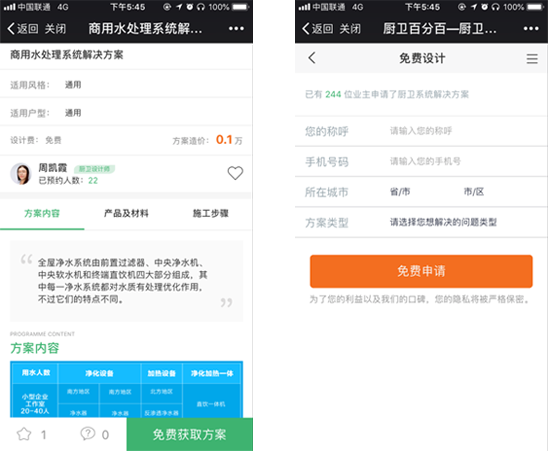 中国联通 4G 下午5:45 100%
返回 关闭 商用水处理系统解决方...
商用水处理系统解决方案
适用风格: 通用
适用户型: 通用
设计费: 免费 方案造价: 0.1 万
周凯霞 厨卫设计师
已预约人数: 22
方案内容 产品及材料 施工步骤
全屋净水系统由前置过滤器、中央净水机、
中央软水机和终端直饮机四大部分组成，其
中每一净水系统都对水质有处理优化作用，
不过它们的特点不同。
PROGRAMME CONTENT
方案内容
用水人数 净化设备 加热设备 净化加热一体
小型企业
工作室
20-40人
南方地区 南方地区 北方地区
直饮一体机
净水器 净水器 反渗透净水器
1 0 免费获取方案
中国联通 4G 下午5:45 100%
返回 关闭 厨卫百分百—厨卫...
免费设计
已有 244 位业主申请了厨卫系统解决方案
您的称呼 请输入您的称呼
手机号码 请输入您的手机号
所在城市 省/市 市/区
方案类型 请选择您想解决的问题类型
免费申请
为了您的利益以及我们的口碑，您的隐私将被严格保密。